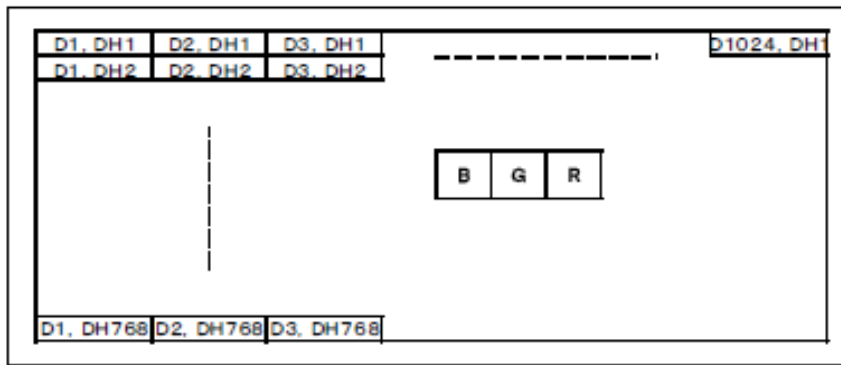 D1, DH1 D2, DH1 D3, DH1 D1024, DH1
D1, DH2 D2, DH2 D3, DH2
B G R
D1, DH768 D2, DH768 D3, DH768